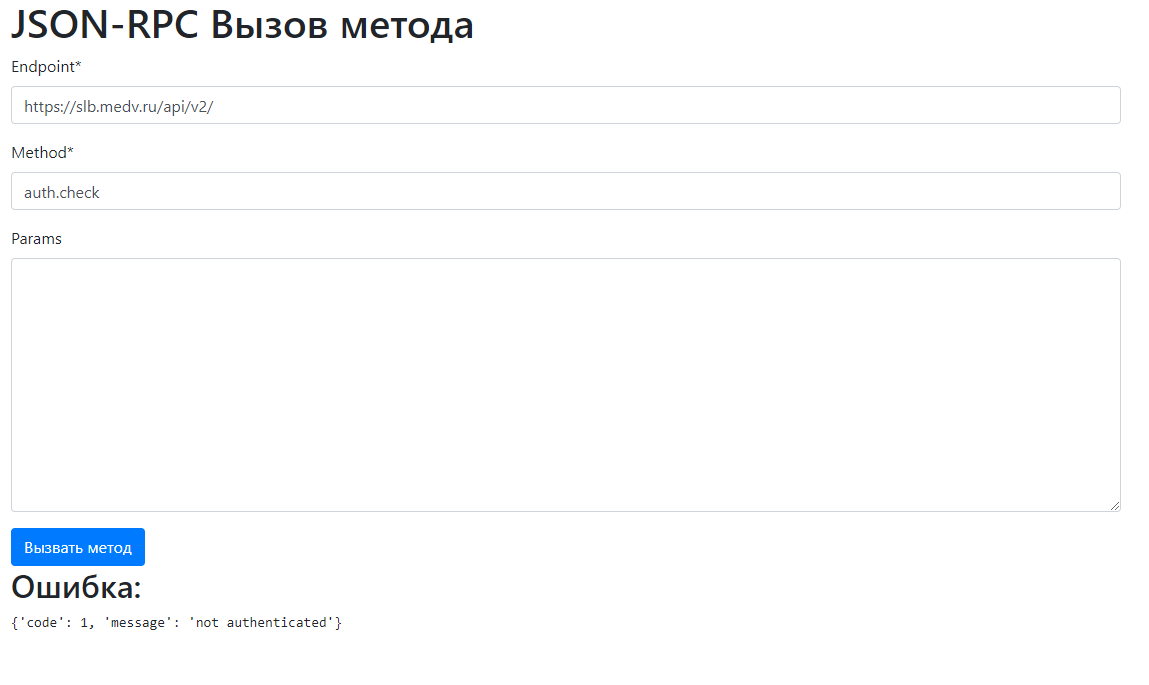 JSON-RPC Вызов метода
Endpoint*
https://slb.medv.ru/api/v2/
Method*
auth.check
Params
Вызвать метод
Ошибка:
{'code': 1, 'message': 'not authenticated'}